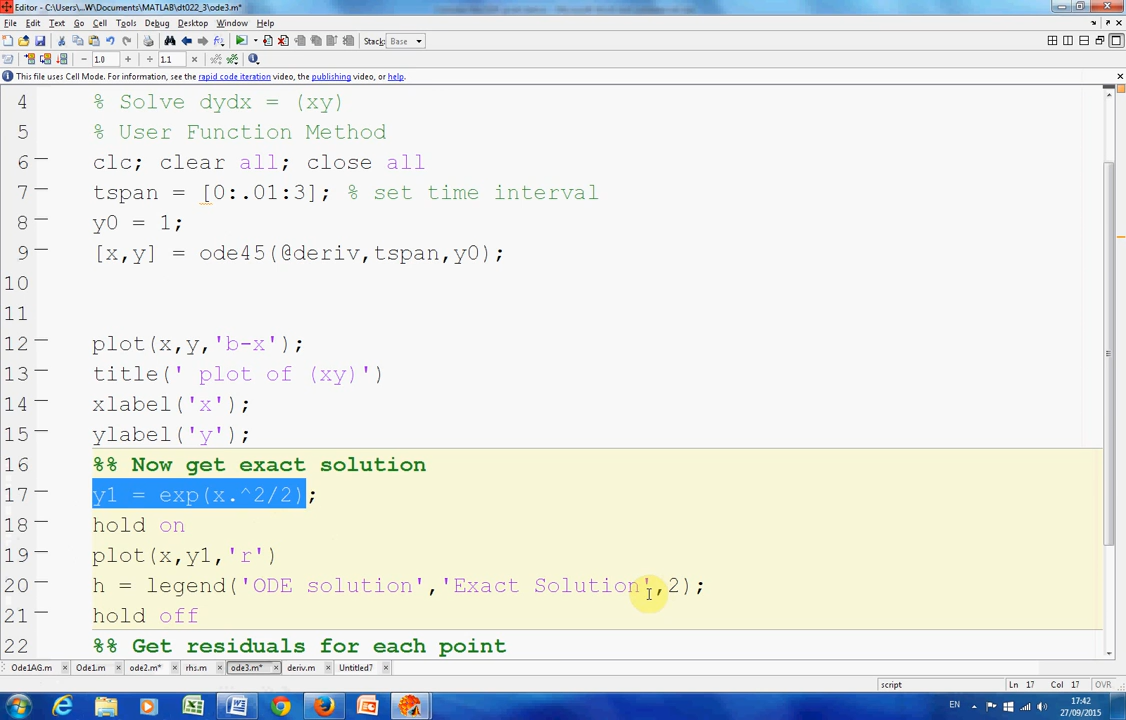 Editor - C:\Users\...W\Documents\MATLAB\dt022_3\ode3.m*
File Edit Text Go Cell Tools Debug Desktop Window Help
Stack: Base
1.0 1.1
This file uses Cell Mode. For information, see the rapid code iteration video, the publishing video, or help.
4 % Solve dydx = (xy)
5 % User Function Method
6 clc; clear all; close all
7 tspan = [0:.01:3]; % set time interval
8 y0 = 1;
9 [x,y] = ode45(@deriv,tspan,y0);
10
11
12 plot(x,y,'b-x');
13 title(' plot of (xy)')
14 xlabel('x');
15 ylabel('y');
16 %% Now get exact solution
17 y1 = exp(x.^2/2);
18 hold on
19 plot(x,y1,'r')
20 h = legend('ODE solution','Exact Solution',2);
21 hold off
22 %% Get residuals for each point
Ode1AG.m Ode1.m ode2.m* rhs.m ode3.m* deriv.m Untitled7
script Ln 17 Col 17 OVR
EN 17:42
27/09/2015